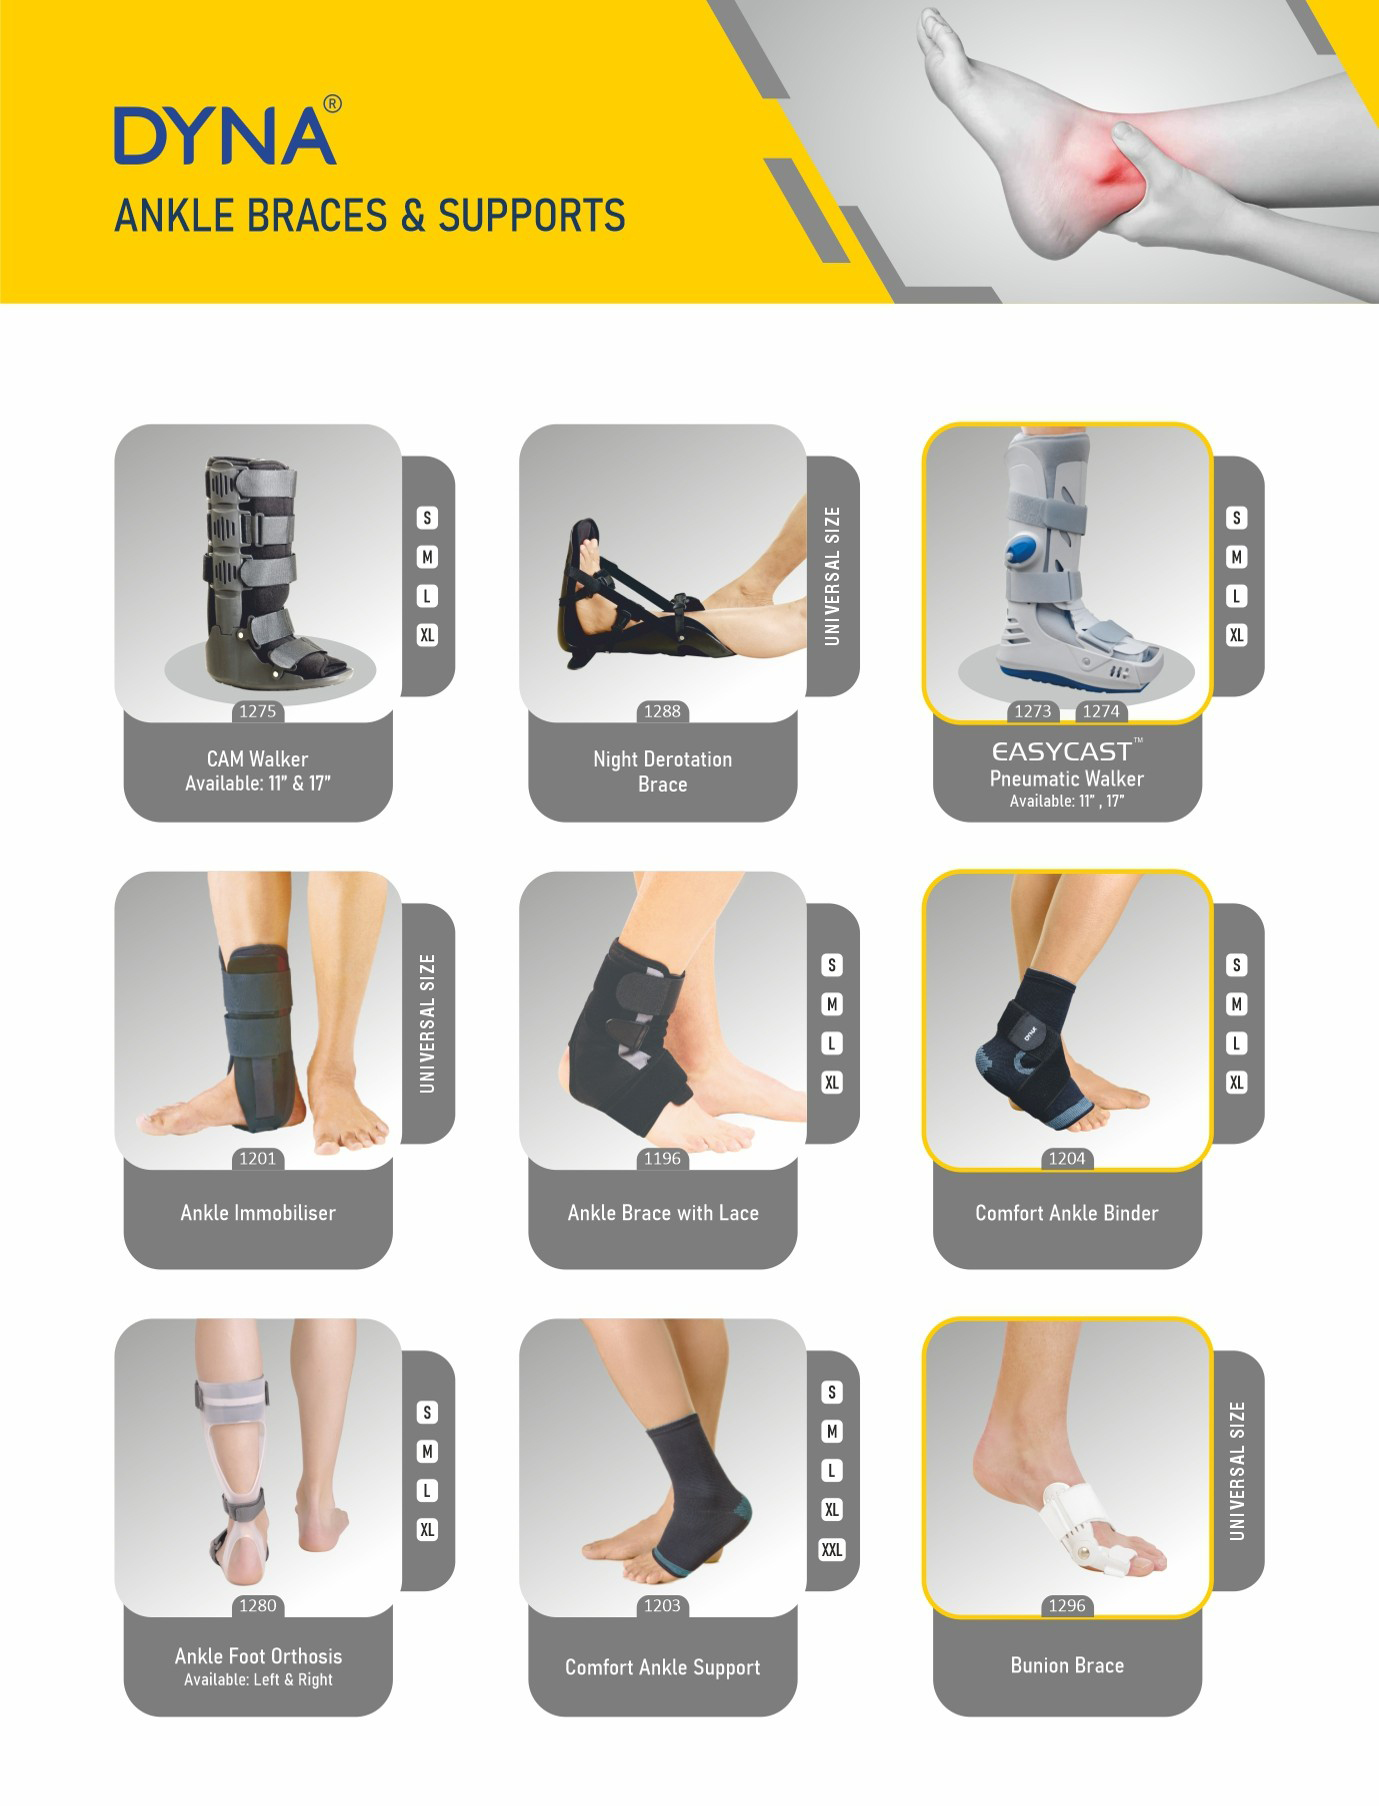 DYNA®
ANKLE BRACES & SUPPORTS
S
M
L
XL
1275
CAM Walker
Available: 11” & 17”
UNIVERSAL SIZE
1288
Night Derotation
Brace
S
M
L
XL
1273 1274
EASYCAST™
Pneumatic Walker
Available: 11” , 17”
UNIVERSAL SIZE
1201
Ankle Immobiliser
S
M
L
XL
1196
Ankle Brace with Lace
DYNA
S
M
L
XL
1204
Comfort Ankle Binder
S
M
L
XL
1280
Ankle Foot Orthosis
Available: Left & Right
S
M
L
XL
XXL
1203
Comfort Ankle Support
UNIVERSAL SIZE
1296
Bunion Brace